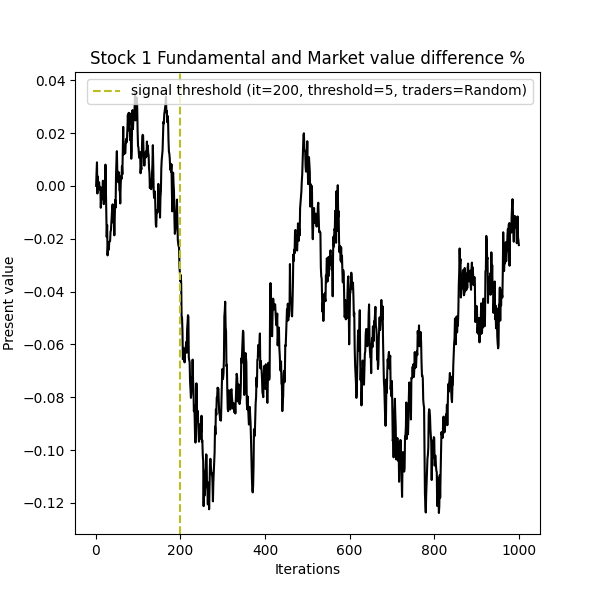 Stock 1 Fundamental and Market value difference %
signal threshold (it=200, threshold=5, traders=Random)
0.04
0.02
0.00
−0.02
−0.04
−0.06
−0.08
−0.10
−0.12
Present value
0 200 400 600 800 1000
Iterations